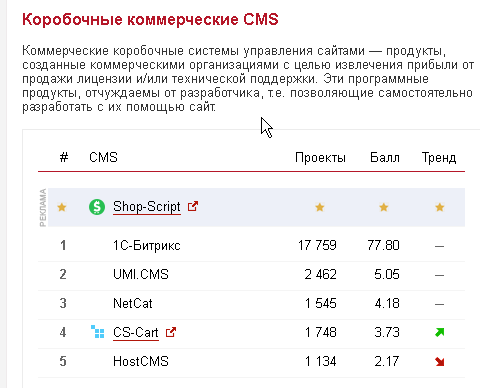 Коробочные коммерческие CMS
Коммерческие коробочные системы управления сайтами — продукты,
созданные коммерческими организациями с целью извлечения прибыли от
продажи лицензии и/или технической поддержки. Эти программные
продукты, отчуждаемы от разработчика, т.е. позволяющие самостоятельно
разработать с их помощью сайт.
# CMS Проекты Балл Тренд
РЕКЛАМА
Shop-Script
1 1С-Битрикс 17 759 77.80 —
2 UMI.CMS 2 462 5.05 —
3 NetCat 1 545 4.18 —
4 CS-Cart 1 748 3.73
5 HostCMS 1 134 2.17